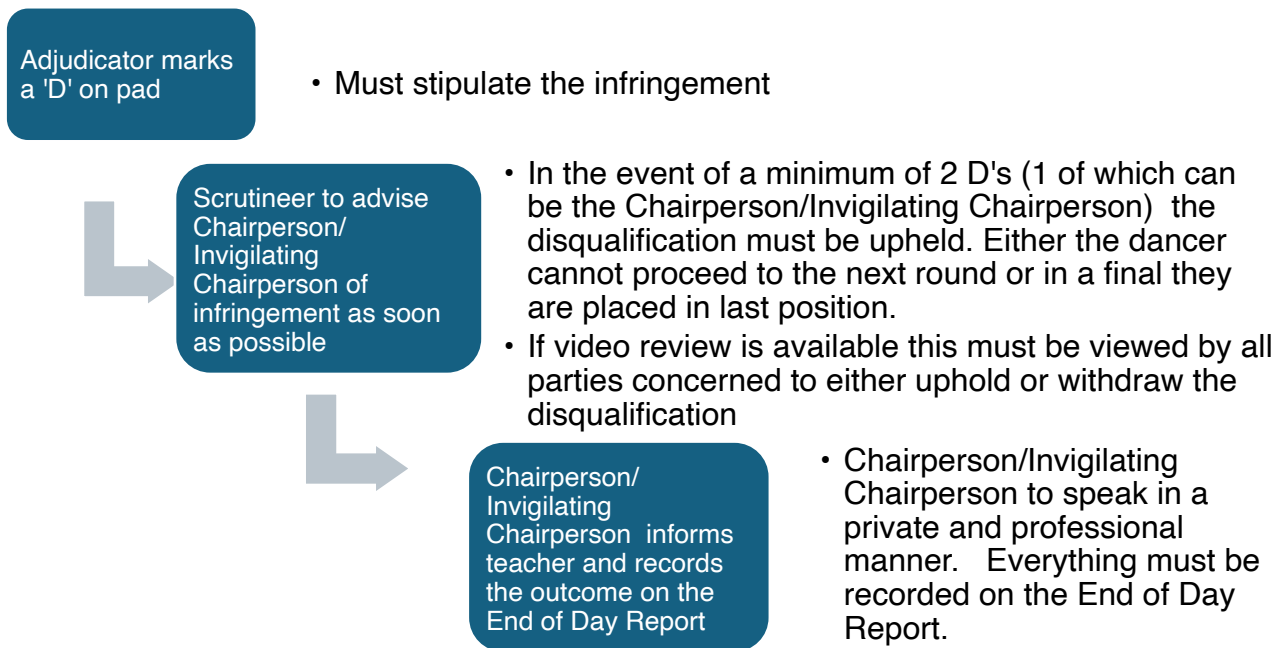 Adjudicator marks
a 'D' on pad
• Must stipulate the infringement
Scrutineer to advise
Chairperson/
Invigilating
Chairperson of
infringement as soon
as possible
• In the event of a minimum of 2 D's (1 of which can
be the Chairperson/Invigilating Chairperson)  the
disqualification must be upheld. Either the dancer
cannot proceed to the next round or in a final they
are placed in last position.
• If video review is available this must be viewed by all
parties concerned to either uphold or withdraw the
disqualification
Chairperson/
Invigilating
Chairperson  informs
teacher and records
the outcome on the
End of Day Report
• Chairperson/Invigilating
Chairperson to speak in a
private and professional
manner.   Everything must be
recorded on the End of Day
Report.